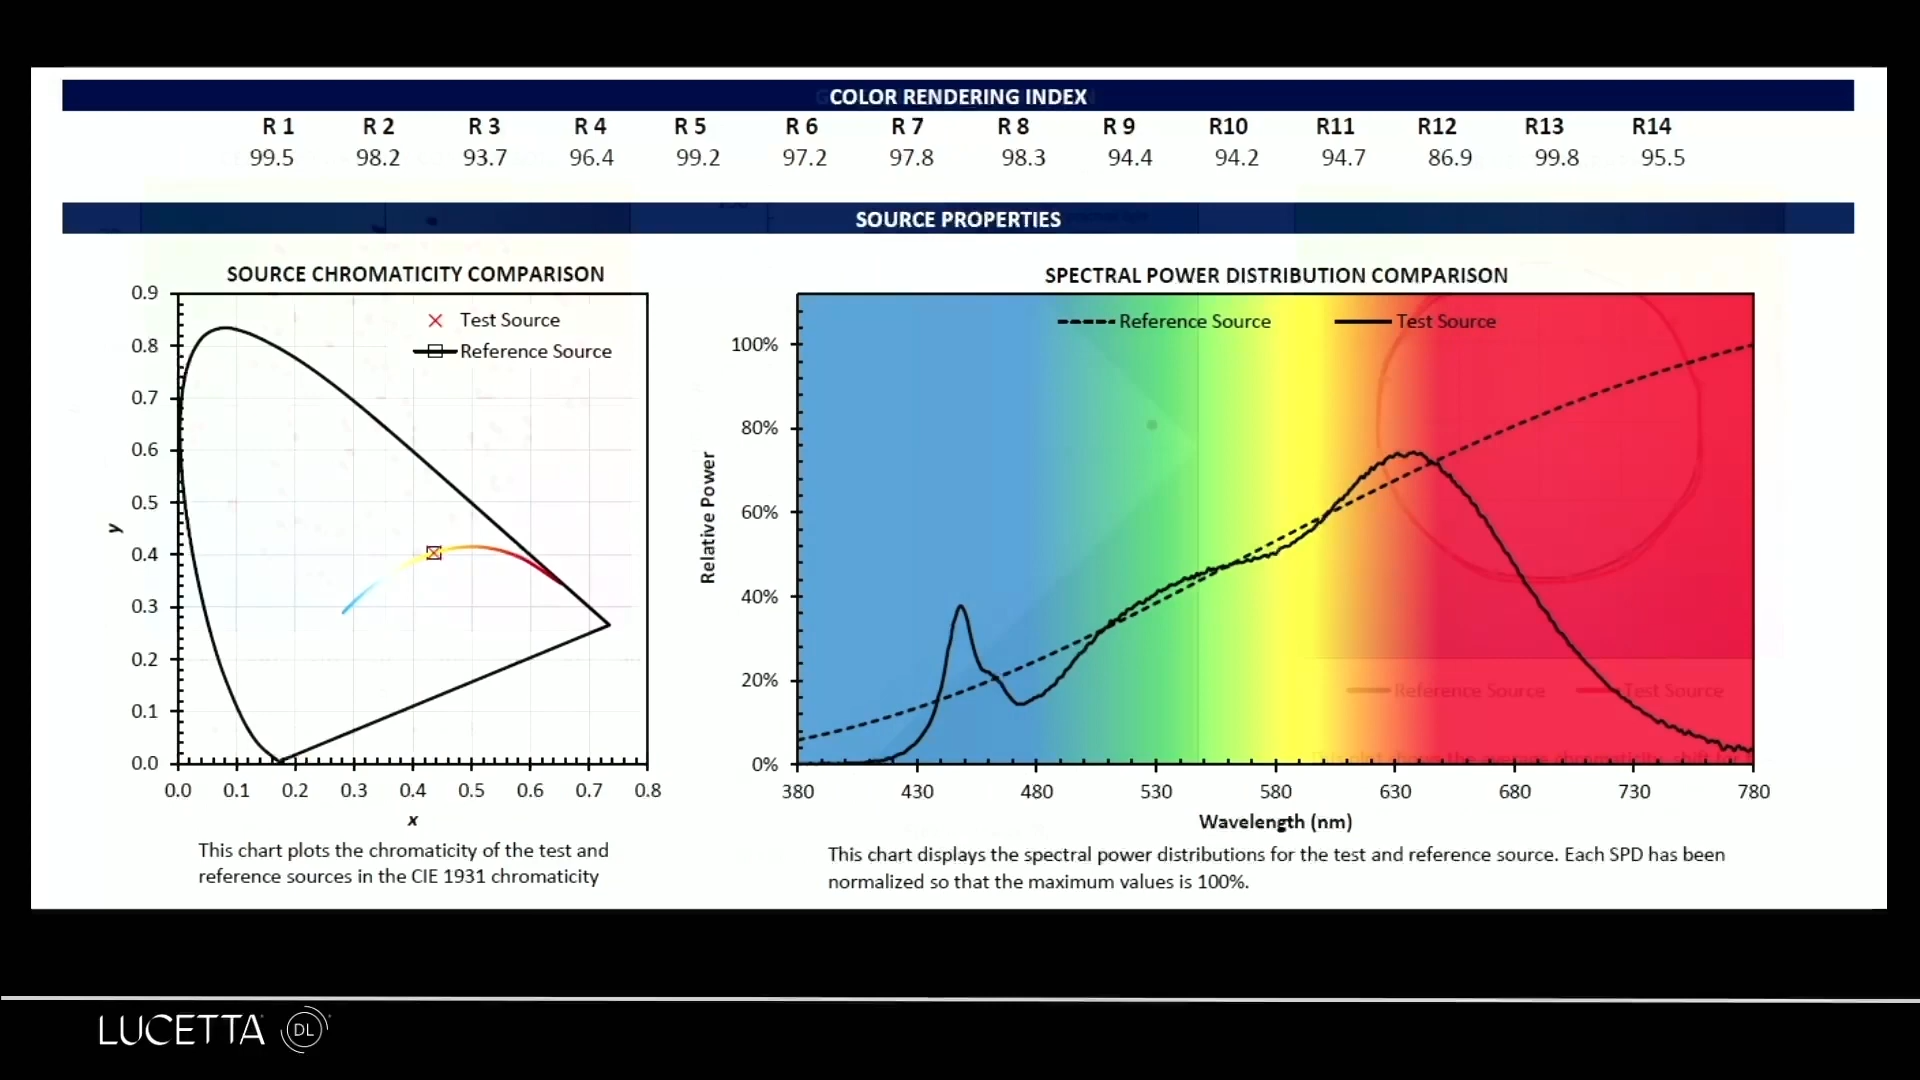 COLOR RENDERING INDEX
R 1 R 2 R 3 R 4 R 5 R 6 R 7 R 8 R 9 R10 R11 R12 R13 R14
99.5 98.2 93.7 96.4 99.2 97.2 97.8 98.3 94.4 94.2 94.7 86.9 99.8 95.5
SOURCE PROPERTIES
SOURCE CHROMATICITY COMPARISON
0.9
0.8
0.7
0.6
0.5
0.4
0.3
0.2
0.1
0.0
y
Test Source
Reference Source
0.0 0.1 0.2 0.3 0.4 0.5 0.6 0.7 0.8
x
This chart plots the chromaticity of the test and
reference sources in the CIE 1931 chromaticity
SPECTRAL POWER DISTRIBUTION COMPARISON
Reference Source Test Source
100%
80%
60%
40%
20%
0%
Relative Power
Reference Source Test Source
380 430 480 530 580 630 680 730 780
Wavelength (nm)
This chart displays the spectral power distributions for the test and reference source. Each SPD has been
normalized so that the maximum values is 100%.
LUCETTA DL